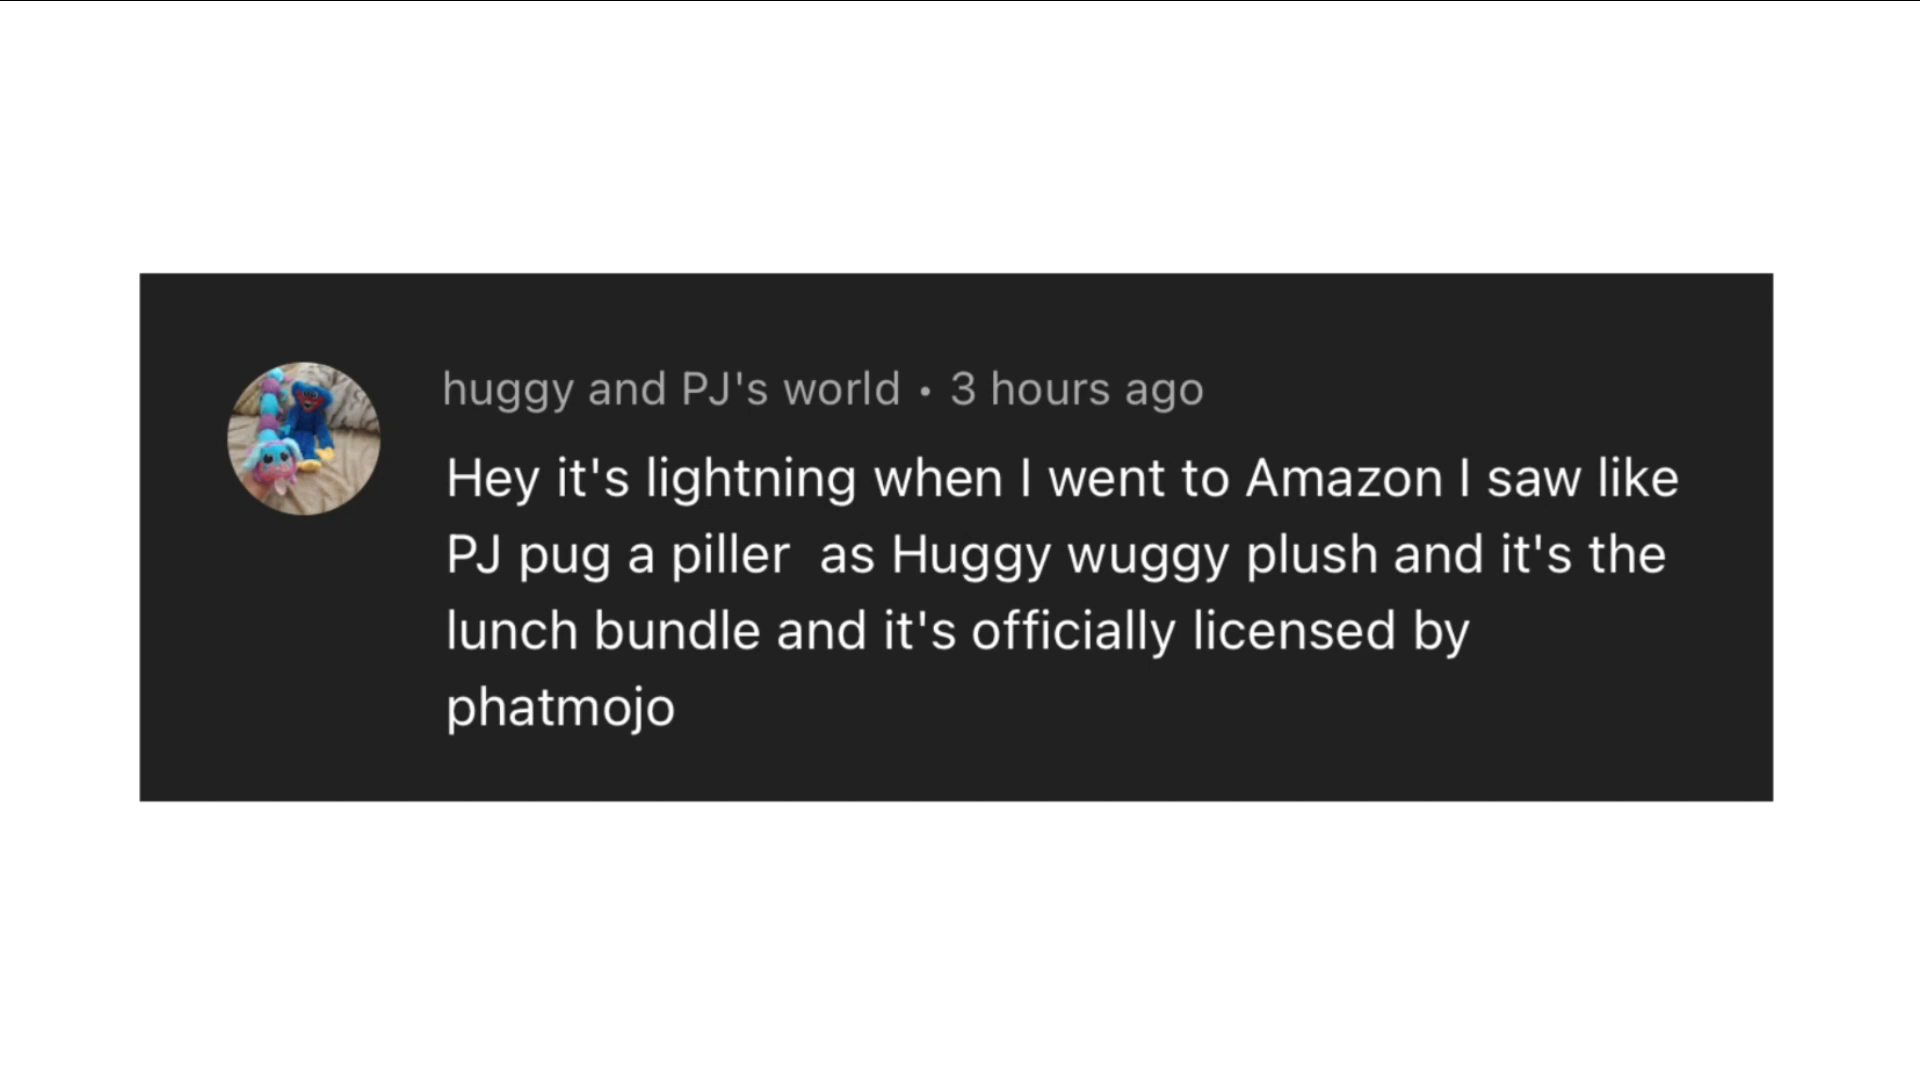 huggy and PJ's world • 3 hours ago
Hey it's lightning when I went to Amazon I saw like
PJ pug a piller  as Huggy wuggy plush and it's the
lunch bundle and it's officially licensed by
phatmojo